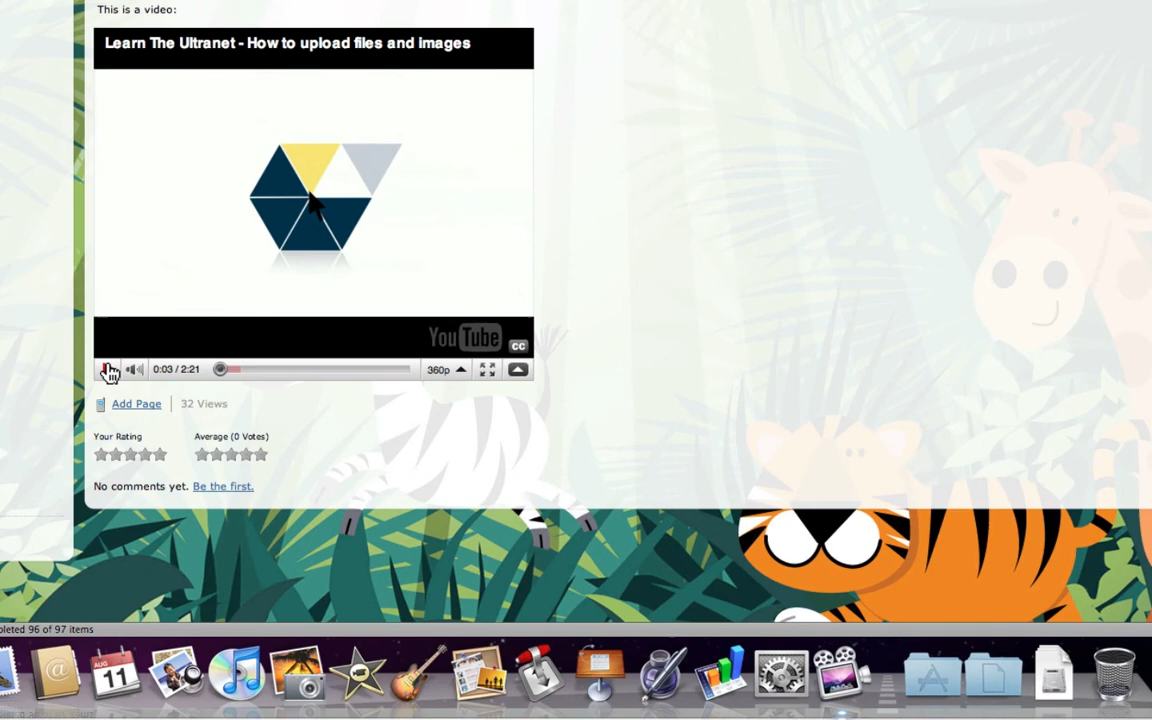 This is a video:
Learn The Ultranet - How to upload files and images
YouTube
CC
0:03 / 2:21
360p
Add Page
32 Views
Your Rating
Average (0 Votes)
No comments yet. Be the first.
pleted 96 of 97 items
AUG
11